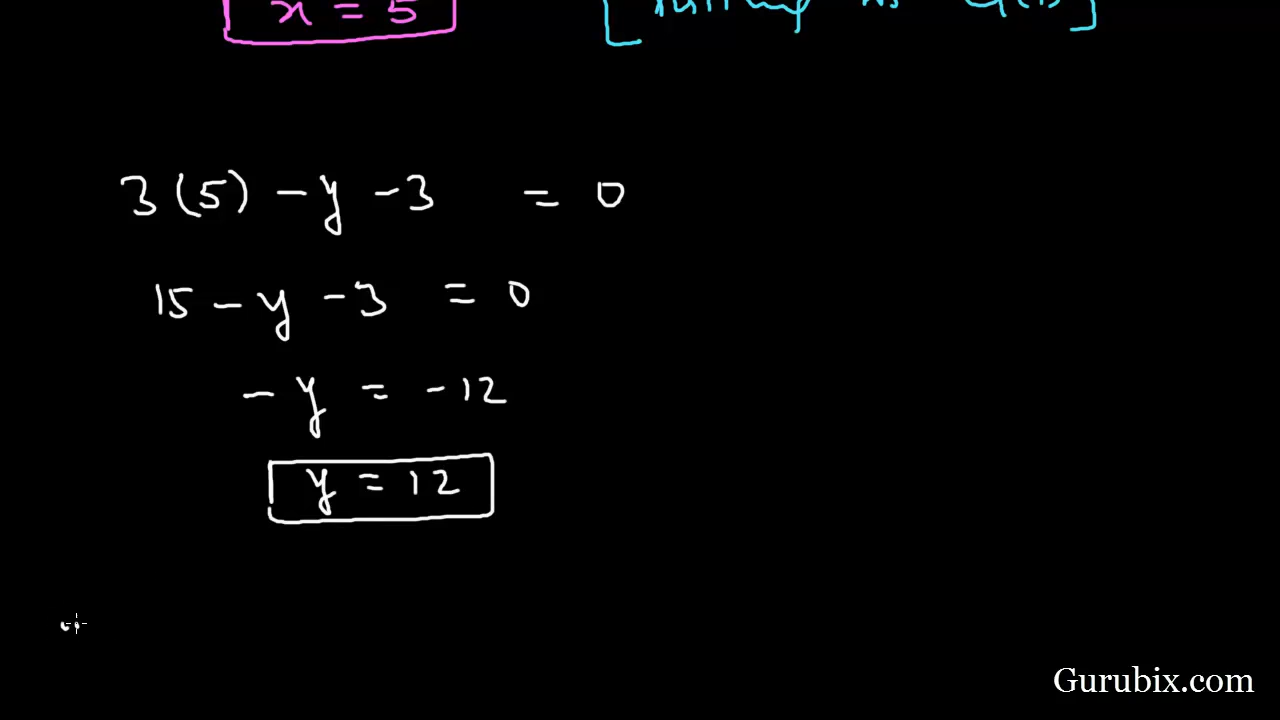 x = 5
3(5) - y - 3 = 0
15 - y - 3 = 0
- y = -12
y = 12
Gurubix.com